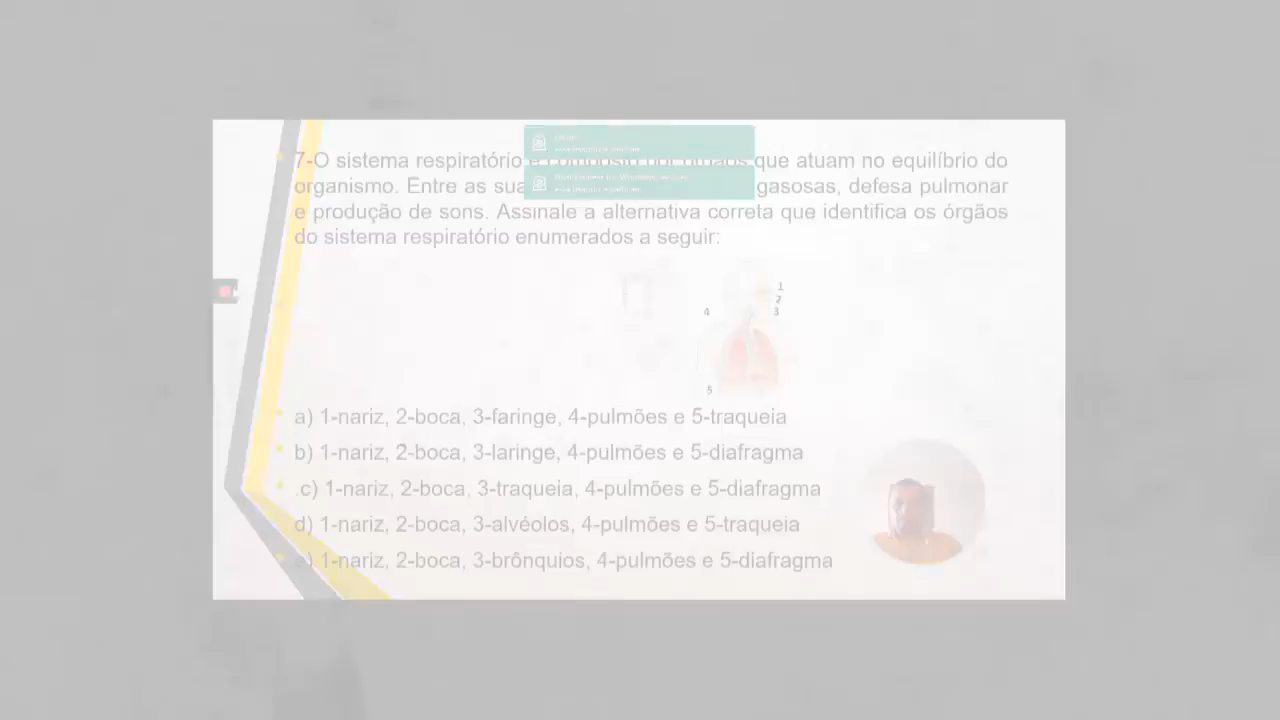 7-O sistema respiratório é composto por órgãos que atuam no equilíbrio do
organismo. Entre as sua gasosas, defesa pulmonar
e produção de sons. Assinale a alternativa correta que identifica os órgãos
do sistema respiratório enumerados a seguir:
1
2
4 3
5
a) 1-nariz, 2-boca, 3-faringe, 4-pulmões e 5-traqueia
b) 1-nariz, 2-boca, 3-laringe, 4-pulmões e 5-diafragma
.c) 1-nariz, 2-boca, 3-traqueia, 4-pulmões e 5-diafragma
d) 1-nariz, 2-boca, 3-alvéolos, 4-pulmões e 5-traqueia
e) 1-nariz, 2-boca, 3-brônquios, 4-pulmões e 5-diafragma